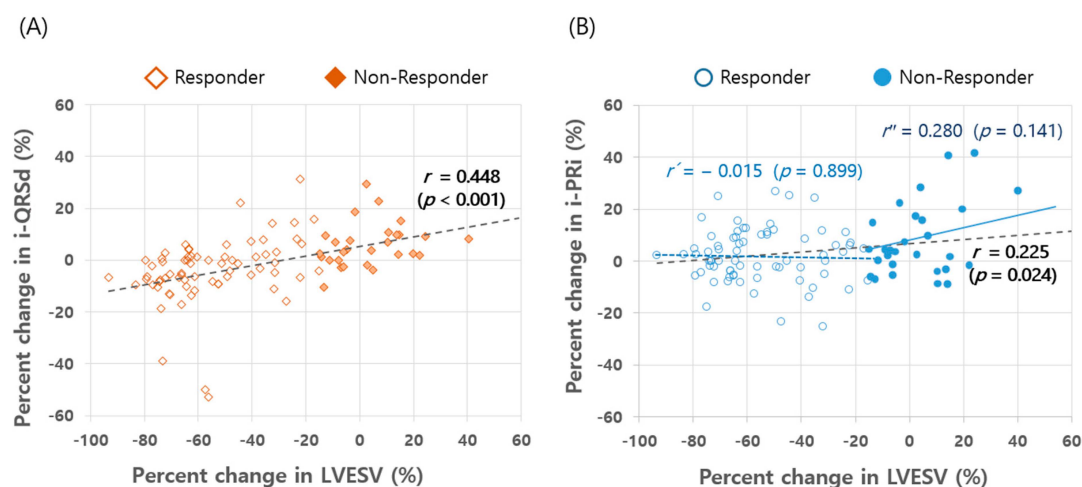 (A)
Responder
Non-Responder
Percent change in i-QRSd (%)
60
40
20
0
-20
-40
-60
r = 0.448
(p < 0.001)
-100 -80 -60 -40 -20 0 20 40 60
Percent change in LVESV (%)
(B)
Responder
Non-Responder
Percent change in i-PRi (%)
60
40
20
0
-20
-40
-60
r″ = 0.280 (p = 0.141)
r´ = − 0.015 (p = 0.899)
r = 0.225
(p = 0.024)
-100 -80 -60 -40 -20 0 20 40 60
Percent change in LVESV (%)